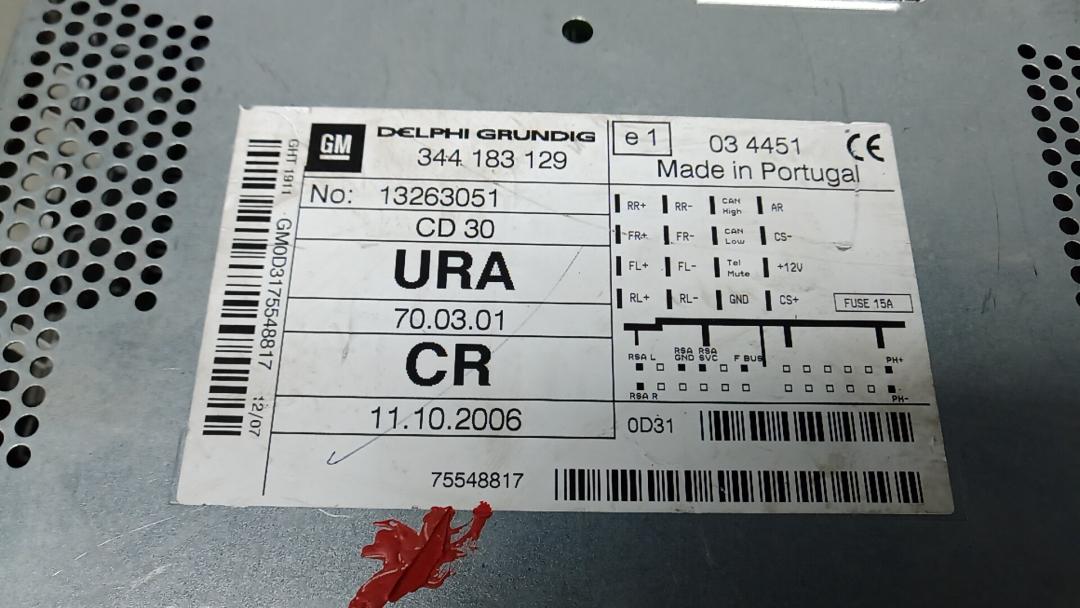 GM
DELPHI GRUNDIG
344 183 129
No: 13263051
CD 30
URA
70.03.01
CR
11.10.2006
75548817
e 1
03 4451
CE
Made in Portugal
RR+ RR- CAN High AR
FR+ FR- CAN Low CS-
FL+ FL- Tel Mute +12V
RL+ RL- GND CS+
FUSE 15A
RSA L RSA GND RSA SVC F BUS PH+
RSA R PH-
0D31
GHT 1911
GM0D3175548817
12/07